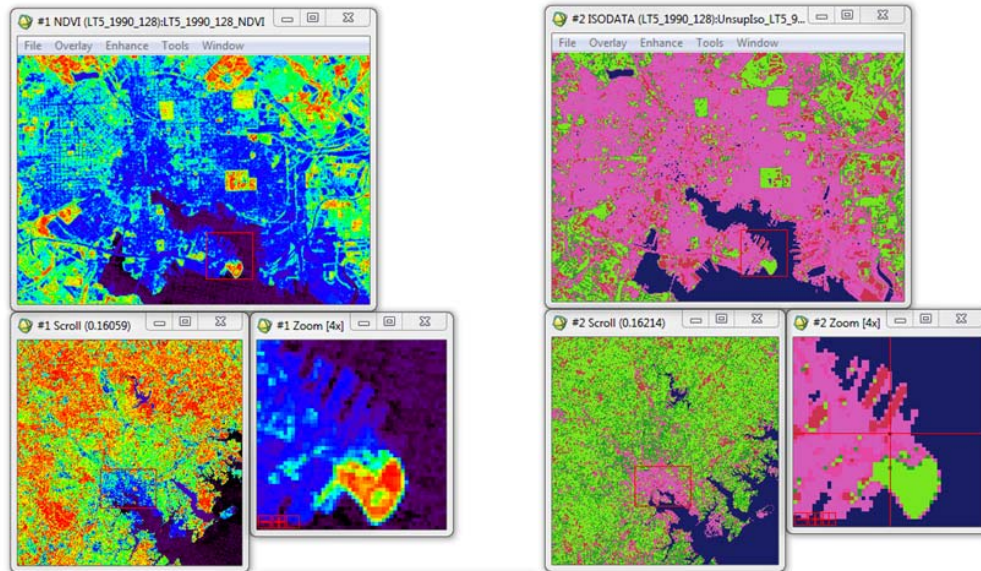 #1 NDVI (LT5_1990_128):LT5_1990_128_NDVI
File Overlay Enhance Tools Window
#1 Scroll (0.16059)
#1 Zoom [4x]
#2 ISODATA (LT5_1990_128):UnsupIso_LT5_9...
File Overlay Enhance Tools Window
#2 Scroll (0.16214)
#2 Zoom [4x]